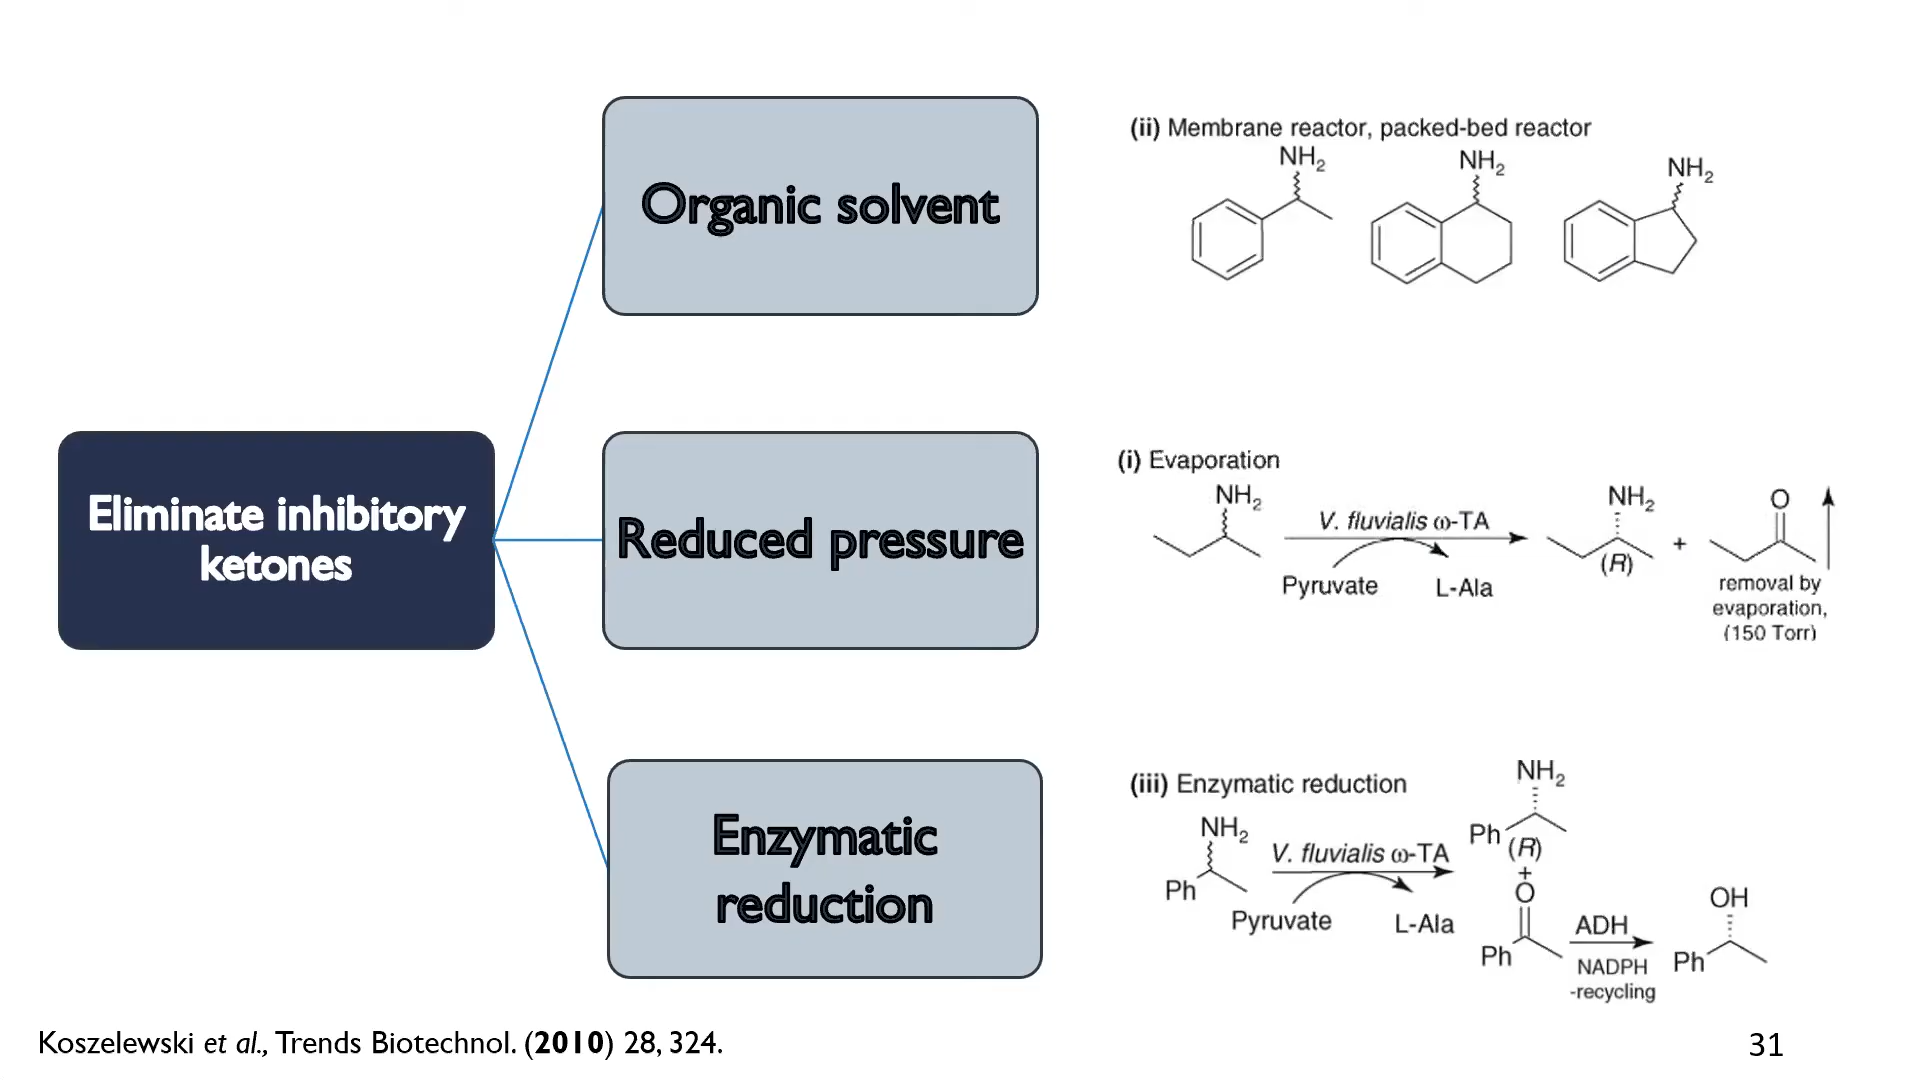 Eliminate inhibitory
ketones
Organic solvent
(ii) Membrane reactor, packed-bed reactor
NH2
NH2
NH2
Reduced pressure
(i) Evaporation
NH2
V. fluvialis ω-TA
Pyruvate
L-Ala
NH2
(R)
+
O
removal by
evaporation,
(150 Torr)
Enzymatic
reduction
(iii) Enzymatic reduction
NH2
Ph
V. fluvialis ω-TA
Pyruvate
L-Ala
NH2
Ph
(R)
+
O
Ph
ADH
NADPH
-recycling
OH
Ph
Koszelewski et al., Trends Biotechnol. (2010) 28, 324.
31